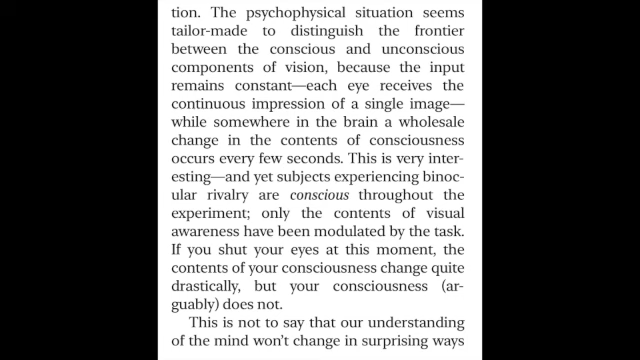 tion. The psychophysical situation seems
tailor-made to distinguish the frontier
between the conscious and unconscious
components of vision, because the input
remains constant—each eye receives the
continuous impression of a single image—
while somewhere in the brain a wholesale
change in the contents of consciousness
occurs every few seconds. This is very inter-
esting—and yet subjects experiencing binoc-
ular rivalry are conscious throughout the
experiment; only the contents of visual
awareness have been modulated by the task.
If you shut your eyes at this moment, the
contents of your consciousness change quite
drastically, but your consciousness (ar-
guably) does not.
This is not to say that our understanding
of the mind won’t change in surprising ways